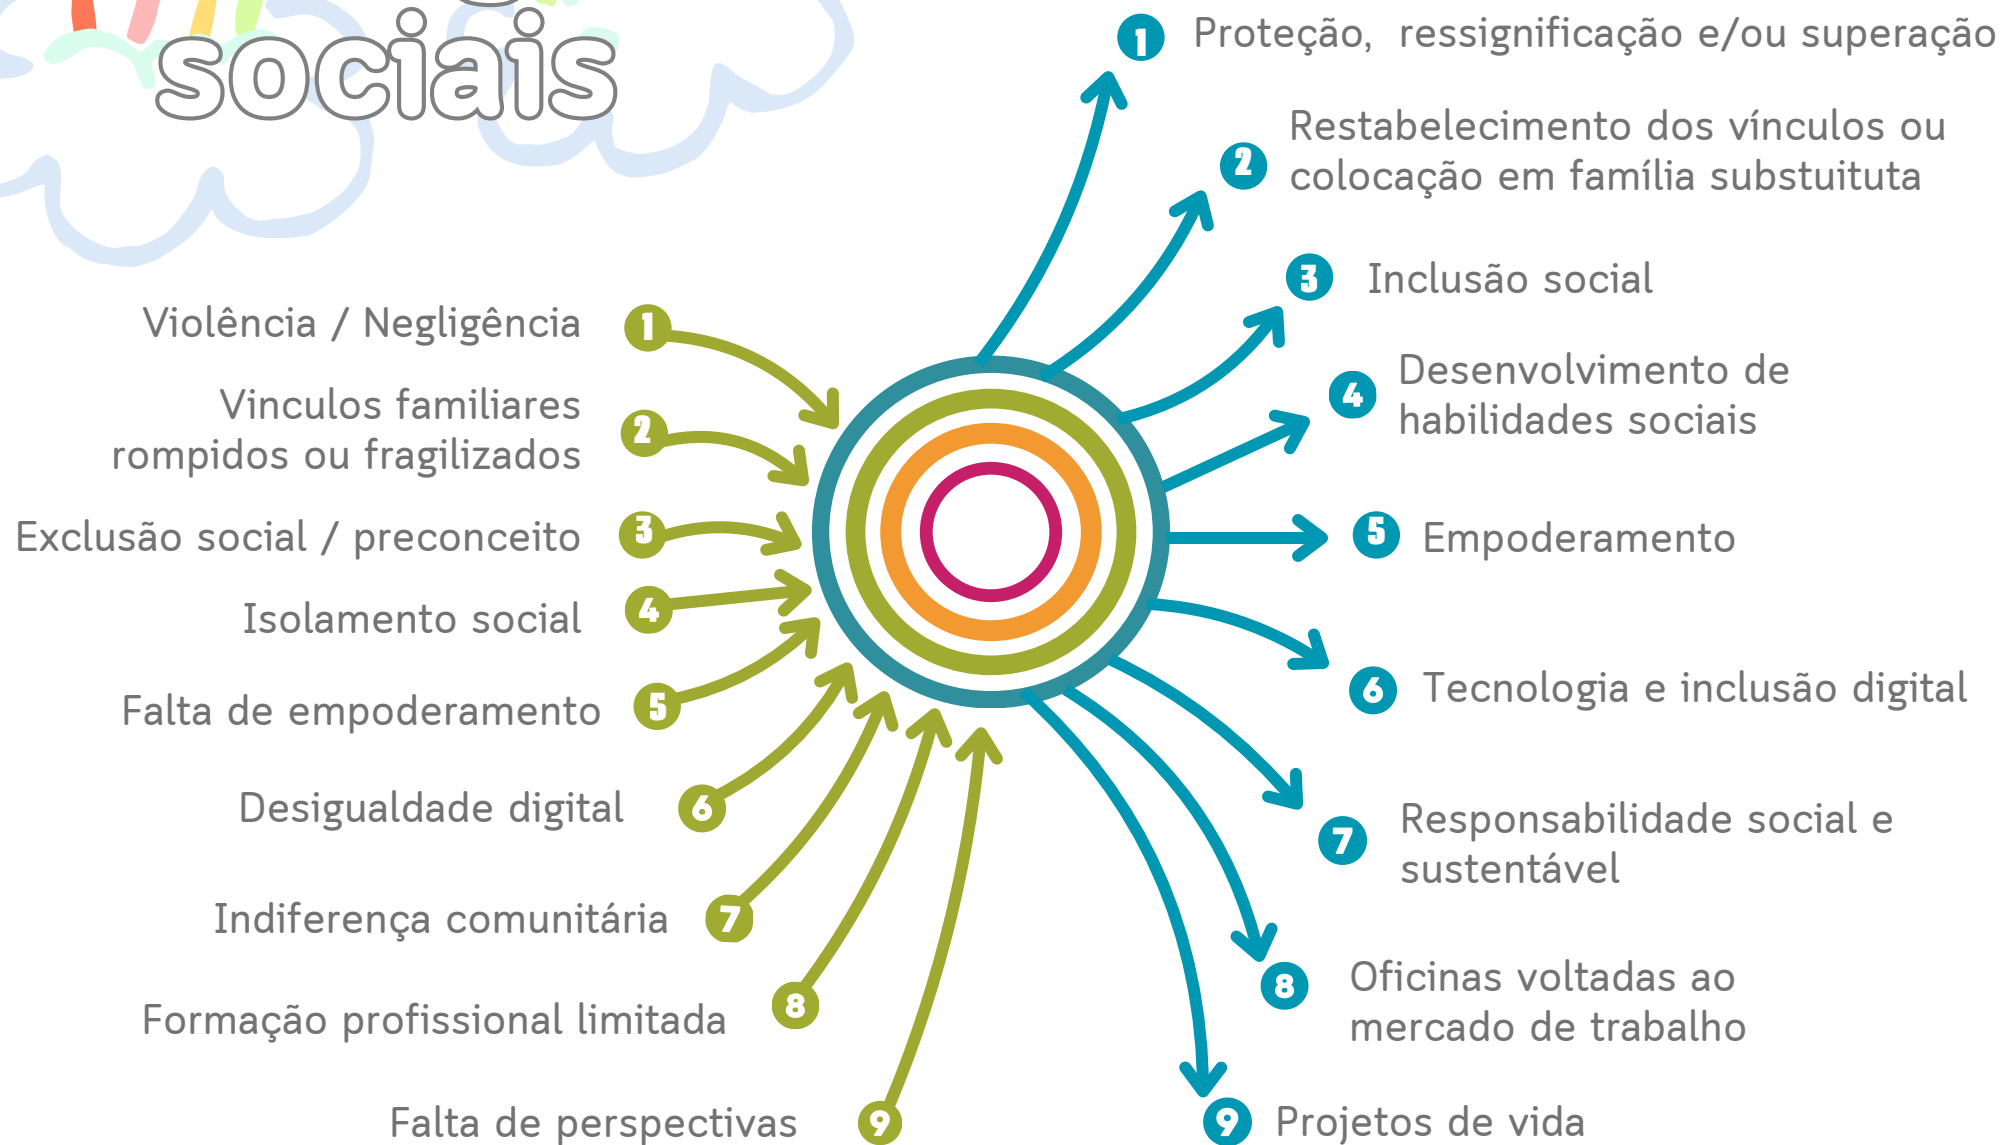 sociais
Violência / Negligência
1
Vinculos familiares
rompidos ou fragilizados
2
Exclusão social / preconceito
3
Isolamento social
4
Falta de empoderamento
5
Desigualdade digital
6
Indiferença comunitária
7
Formação profissional limitada
8
Falta de perspectivas
9
1
Proteção, ressignificação e/ou superação
2
Restabelecimento dos vínculos ou
colocação em família substuituta
3
Inclusão social
4
Desenvolvimento de
habilidades sociais
5
Empoderamento
6
Tecnologia e inclusão digital
7
Responsabilidade social e
sustentável
8
Oficinas voltadas ao
mercado de trabalho
9
Projetos de vida